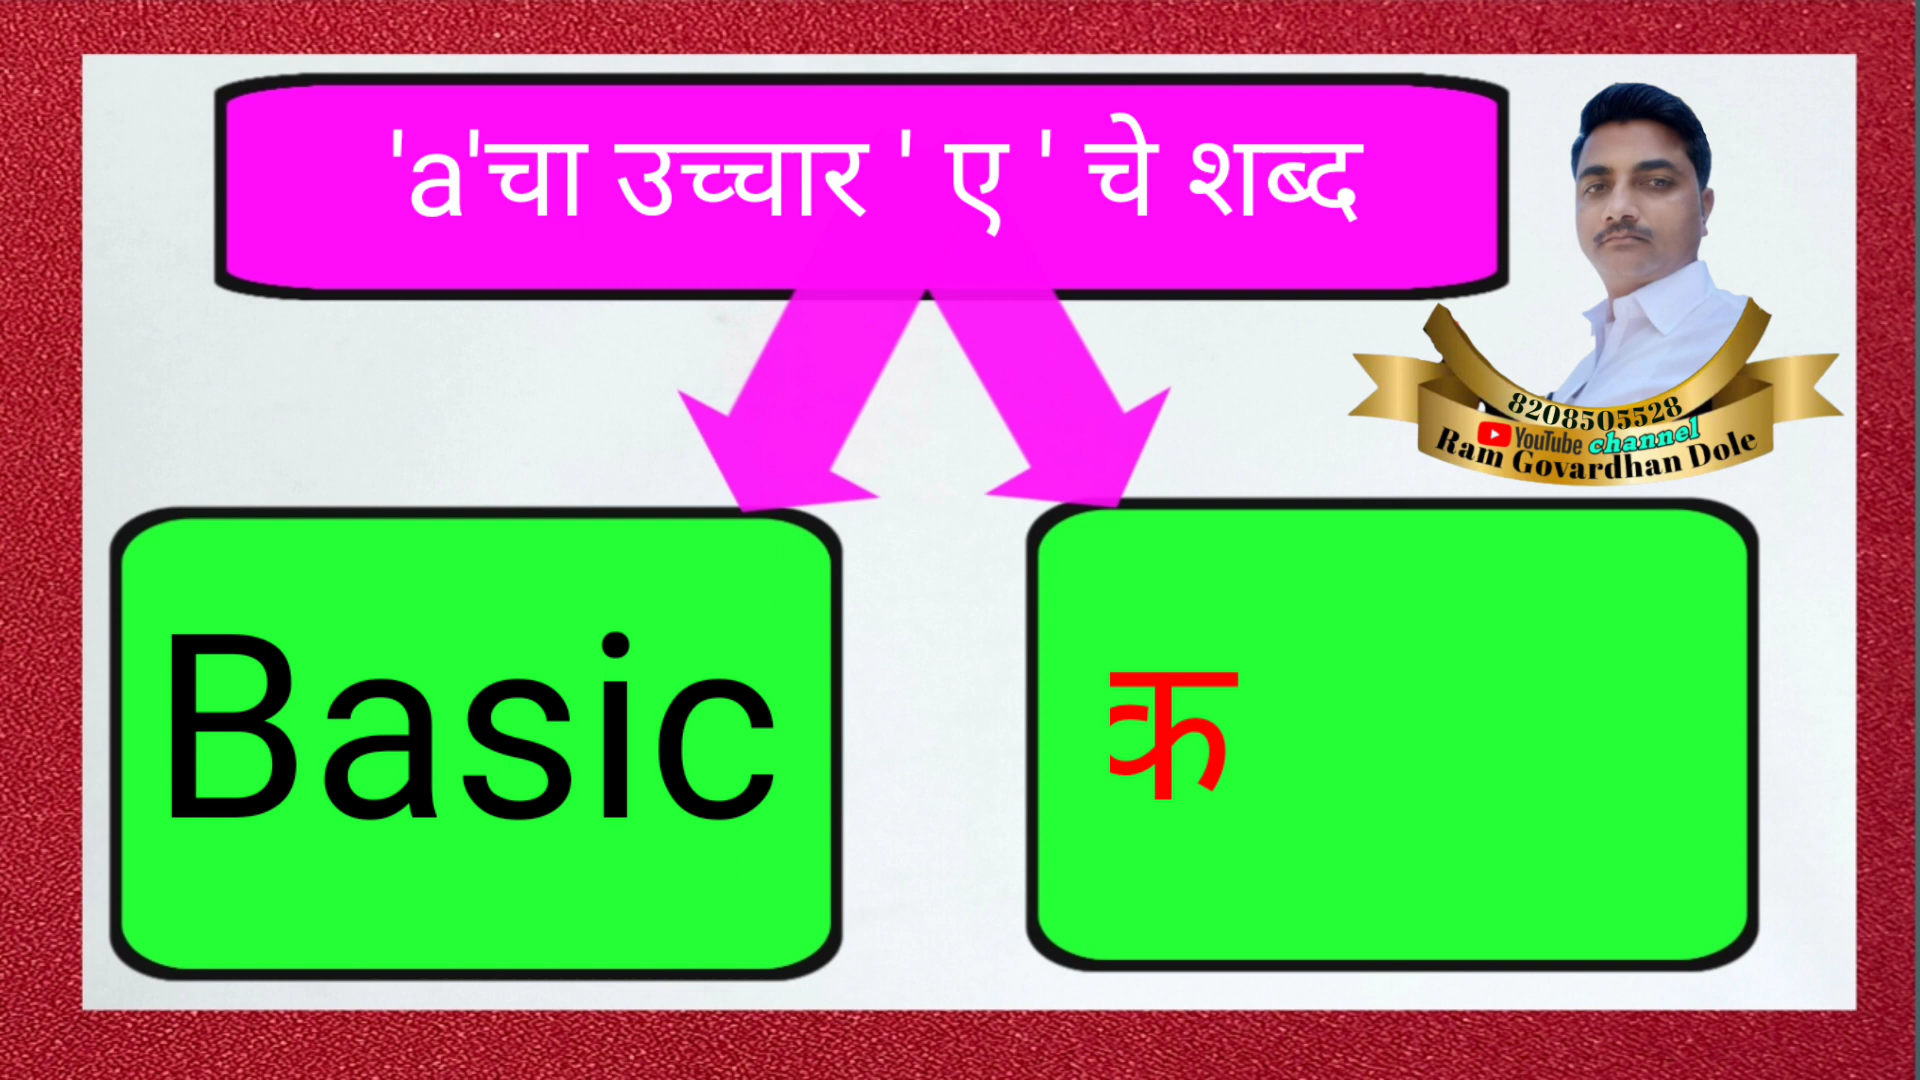 'a'चा उच्चार ' ए ' चे शब्द
8208505528
YouTube channel
Ram Govardhan Dole
Basic
क